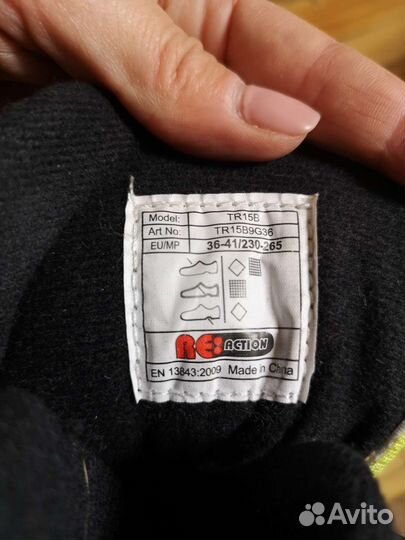 Model: TR15B
Art No: TR15B9G36
EU/MP 36-41/230-265
RE:ACTION
EN 13843:2009 Made in China
Avito